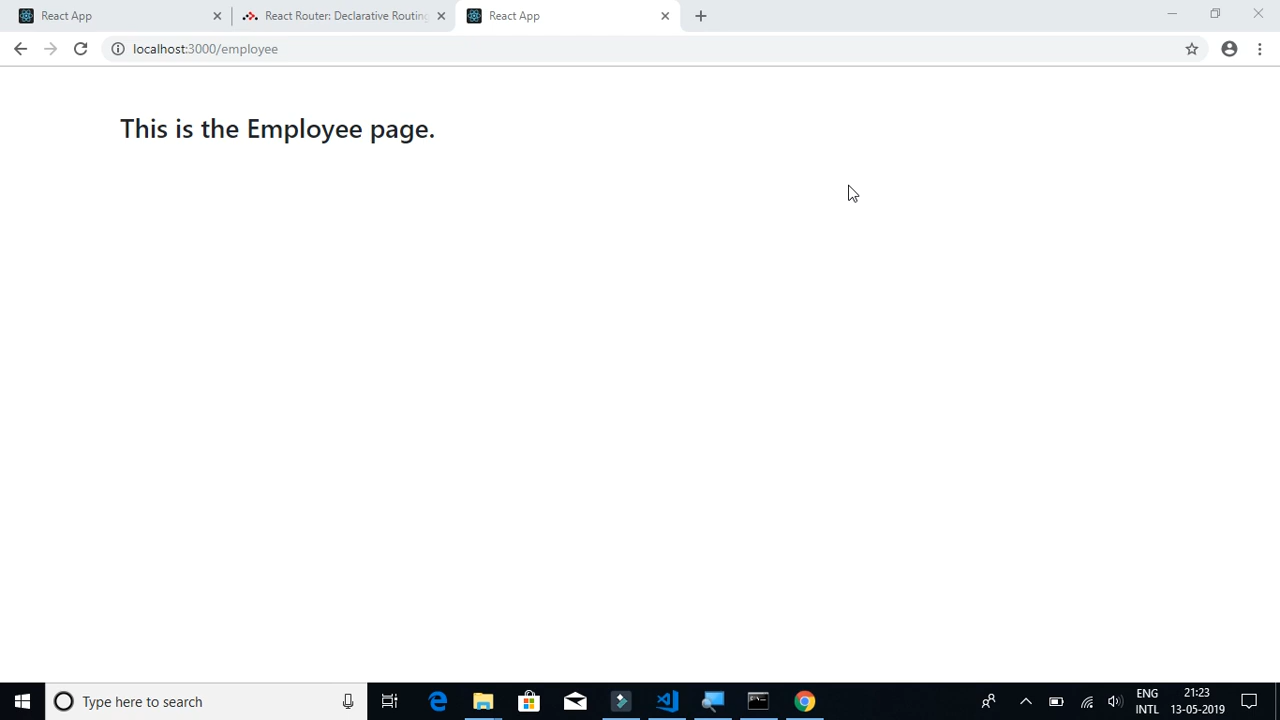 React App
React Router: Declarative Routing
React App
localhost:3000/employee
This is the Employee page.
Type here to search
ENG
INTL
21:23
13-05-2019